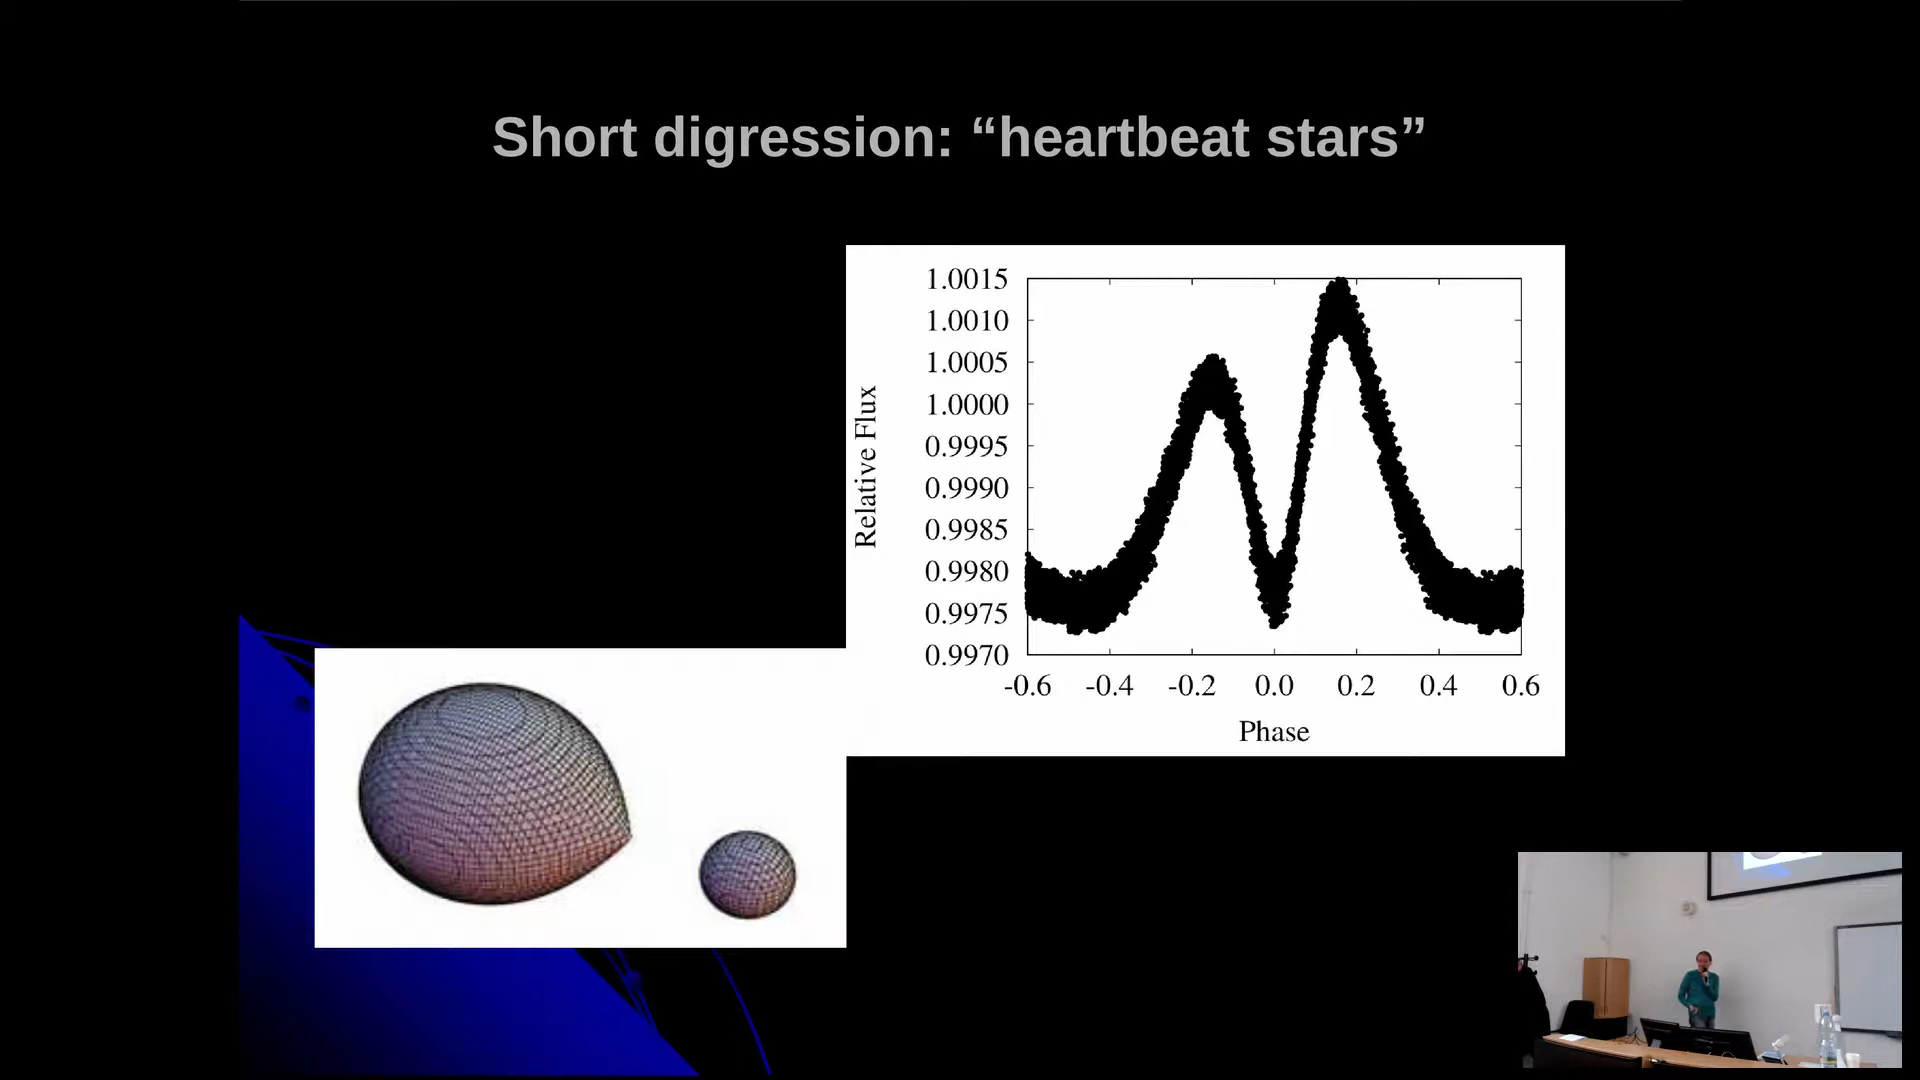 Short digression: “heartbeat stars”
1.0015
1.0010
1.0005
1.0000
0.9995
0.9990
0.9985
0.9980
0.9975
0.9970
Relative Flux
-0.6 -0.4 -0.2 0.0 0.2 0.4 0.6
Phase